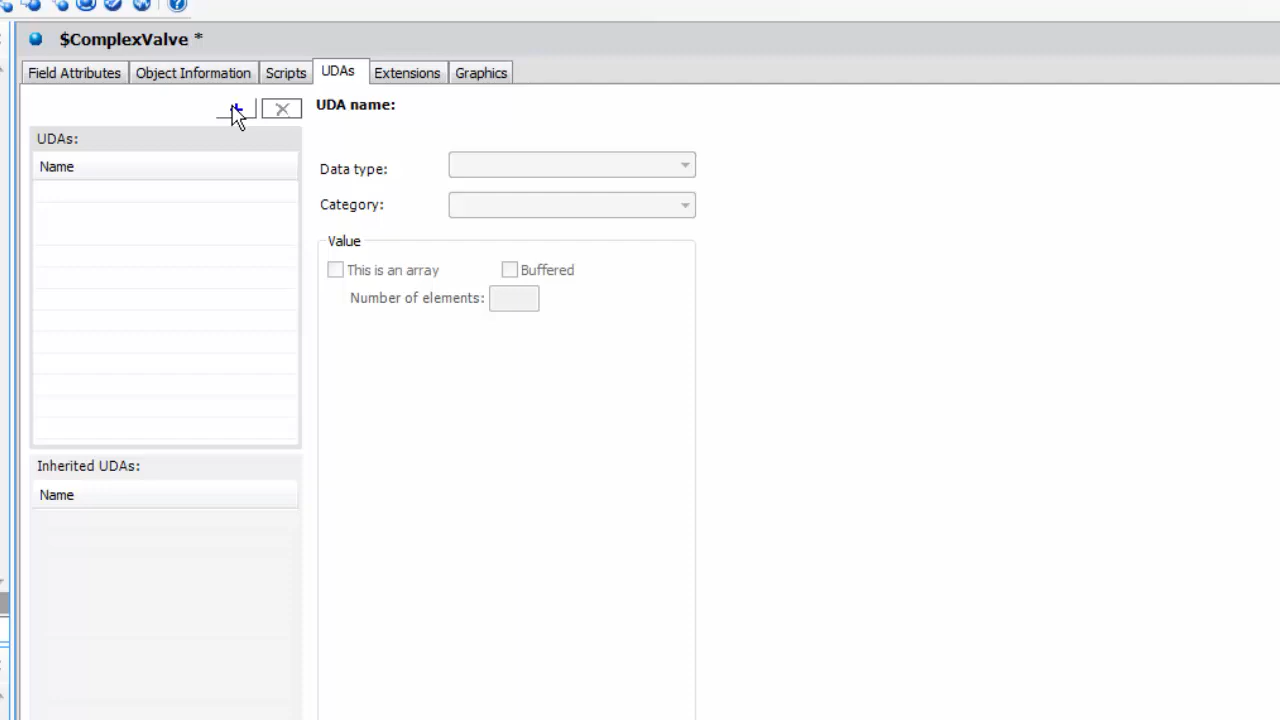 $ComplexValve *
Field Attributes Object Information Scripts UDAs Extensions Graphics
UDA name:
UDAs:
Name
Data type:
Category:
Value
This is an array Buffered
Number of elements:
Inherited UDAs:
Name